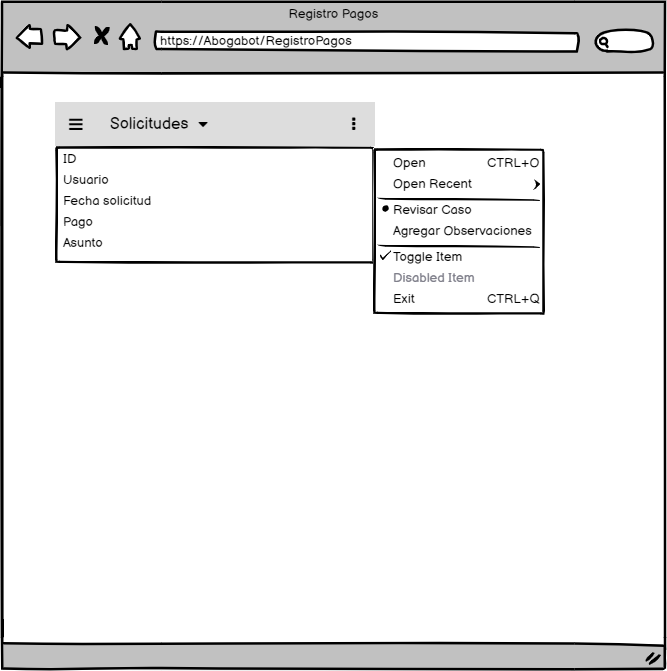 Registro Pagos
https://Abogabot/RegistroPagos
Solicitudes
ID
Usuario
Fecha solicitud
Pago
Asunto
Open CTRL+O
Open Recent
Revisar Caso
Agregar Observaciones
Toggle Item
Disabled Item
Exit CTRL+Q